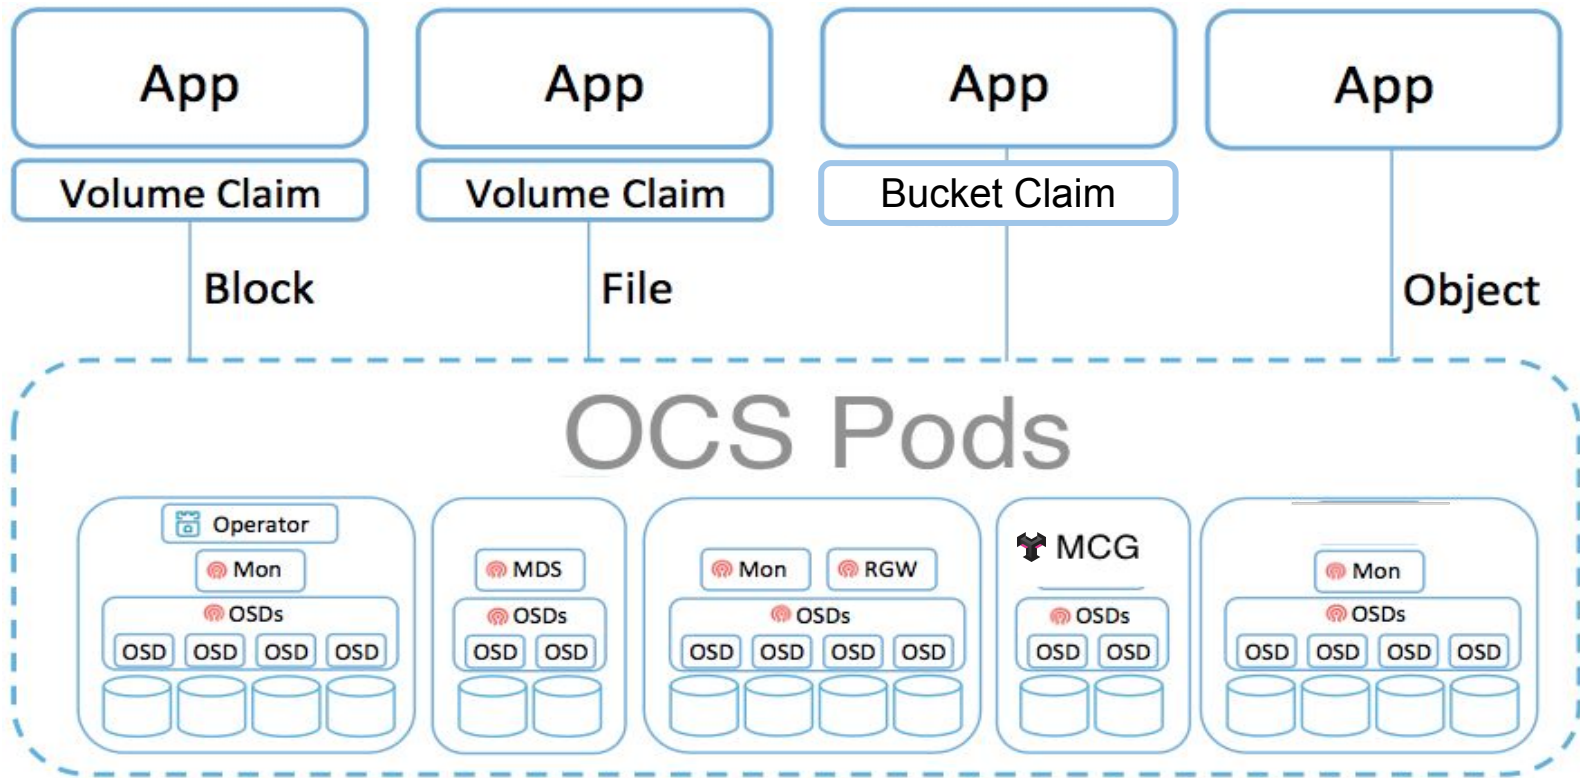 App
App
App
App
Volume Claim
Volume Claim
Bucket Claim
Block
File
Object
OCS Pods
Operator
Mon
OSDs
OSD OSD OSD OSD
MDS
OSDs
OSD OSD
Mon
RGW
OSDs
OSD OSD OSD OSD
MCG
OSDs
OSD OSD
Mon
OSDs
OSD OSD OSD OSD